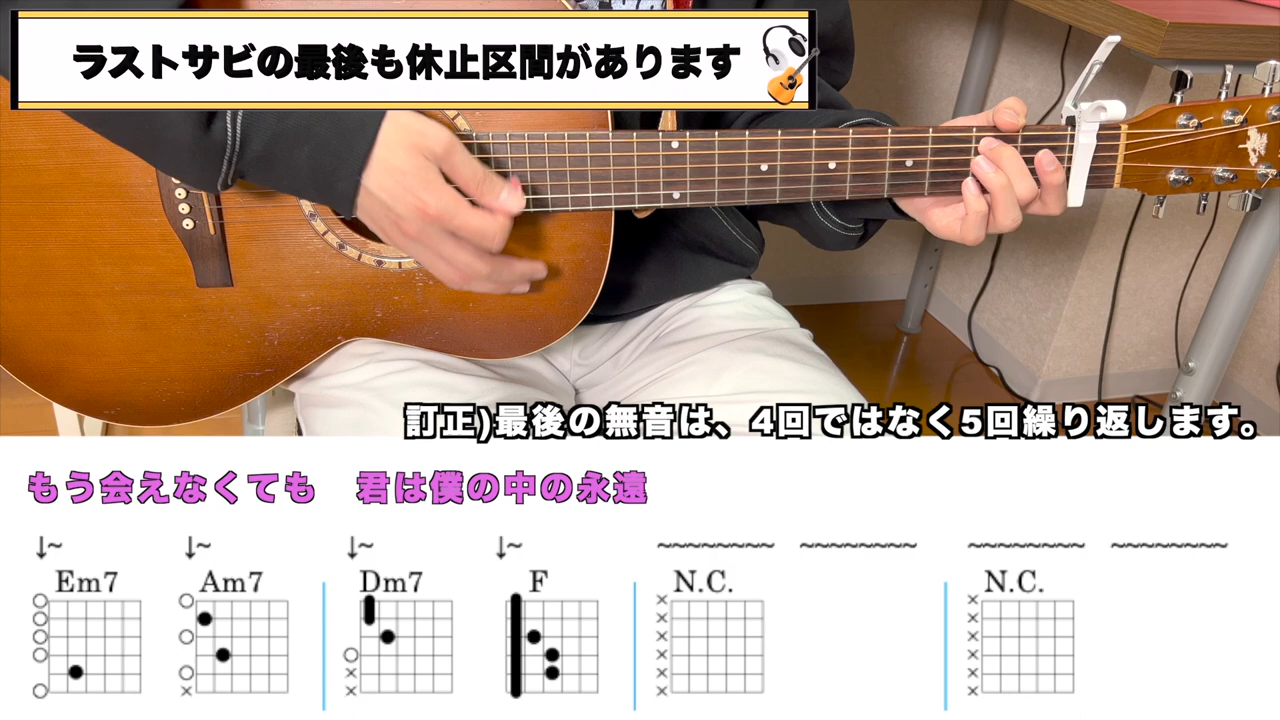 ラストサビの最後も休止区間があります
訂正)最後の無音は、4回ではなく5回繰り返します。
もう会えなくても 君は僕の中の永遠
↓~ ↓~ ↓~ ↓~ ~~~~~~~~ ~~~~~~~~ ~~~~~~~~ ~~~~~~~~
Em7 Am7 Dm7 F N.C. N.C.